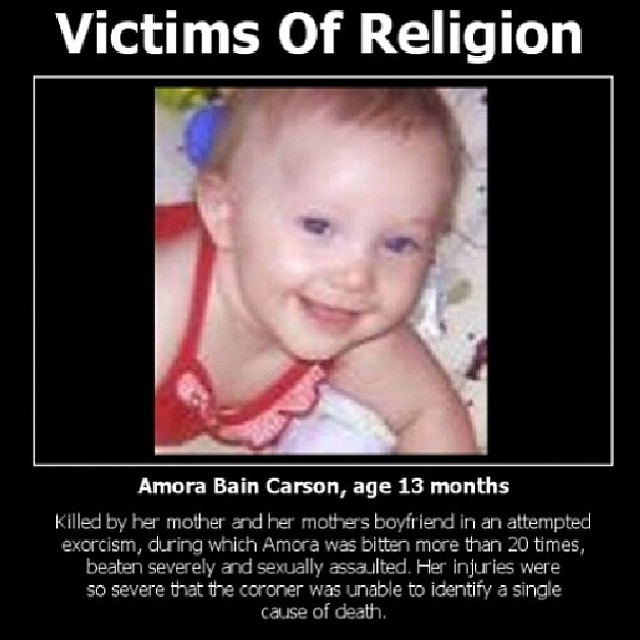 Victims Of Religion
Amora Bain Carson, age 13 months
Killed by her mother and her mothers boyfriend in an attempted
exorcism, during which Amora was bitten more than 20 times,
beaten severely and sexually assaulted. Her injuries were
so severe that the coroner was unable to identify a single
cause of death.